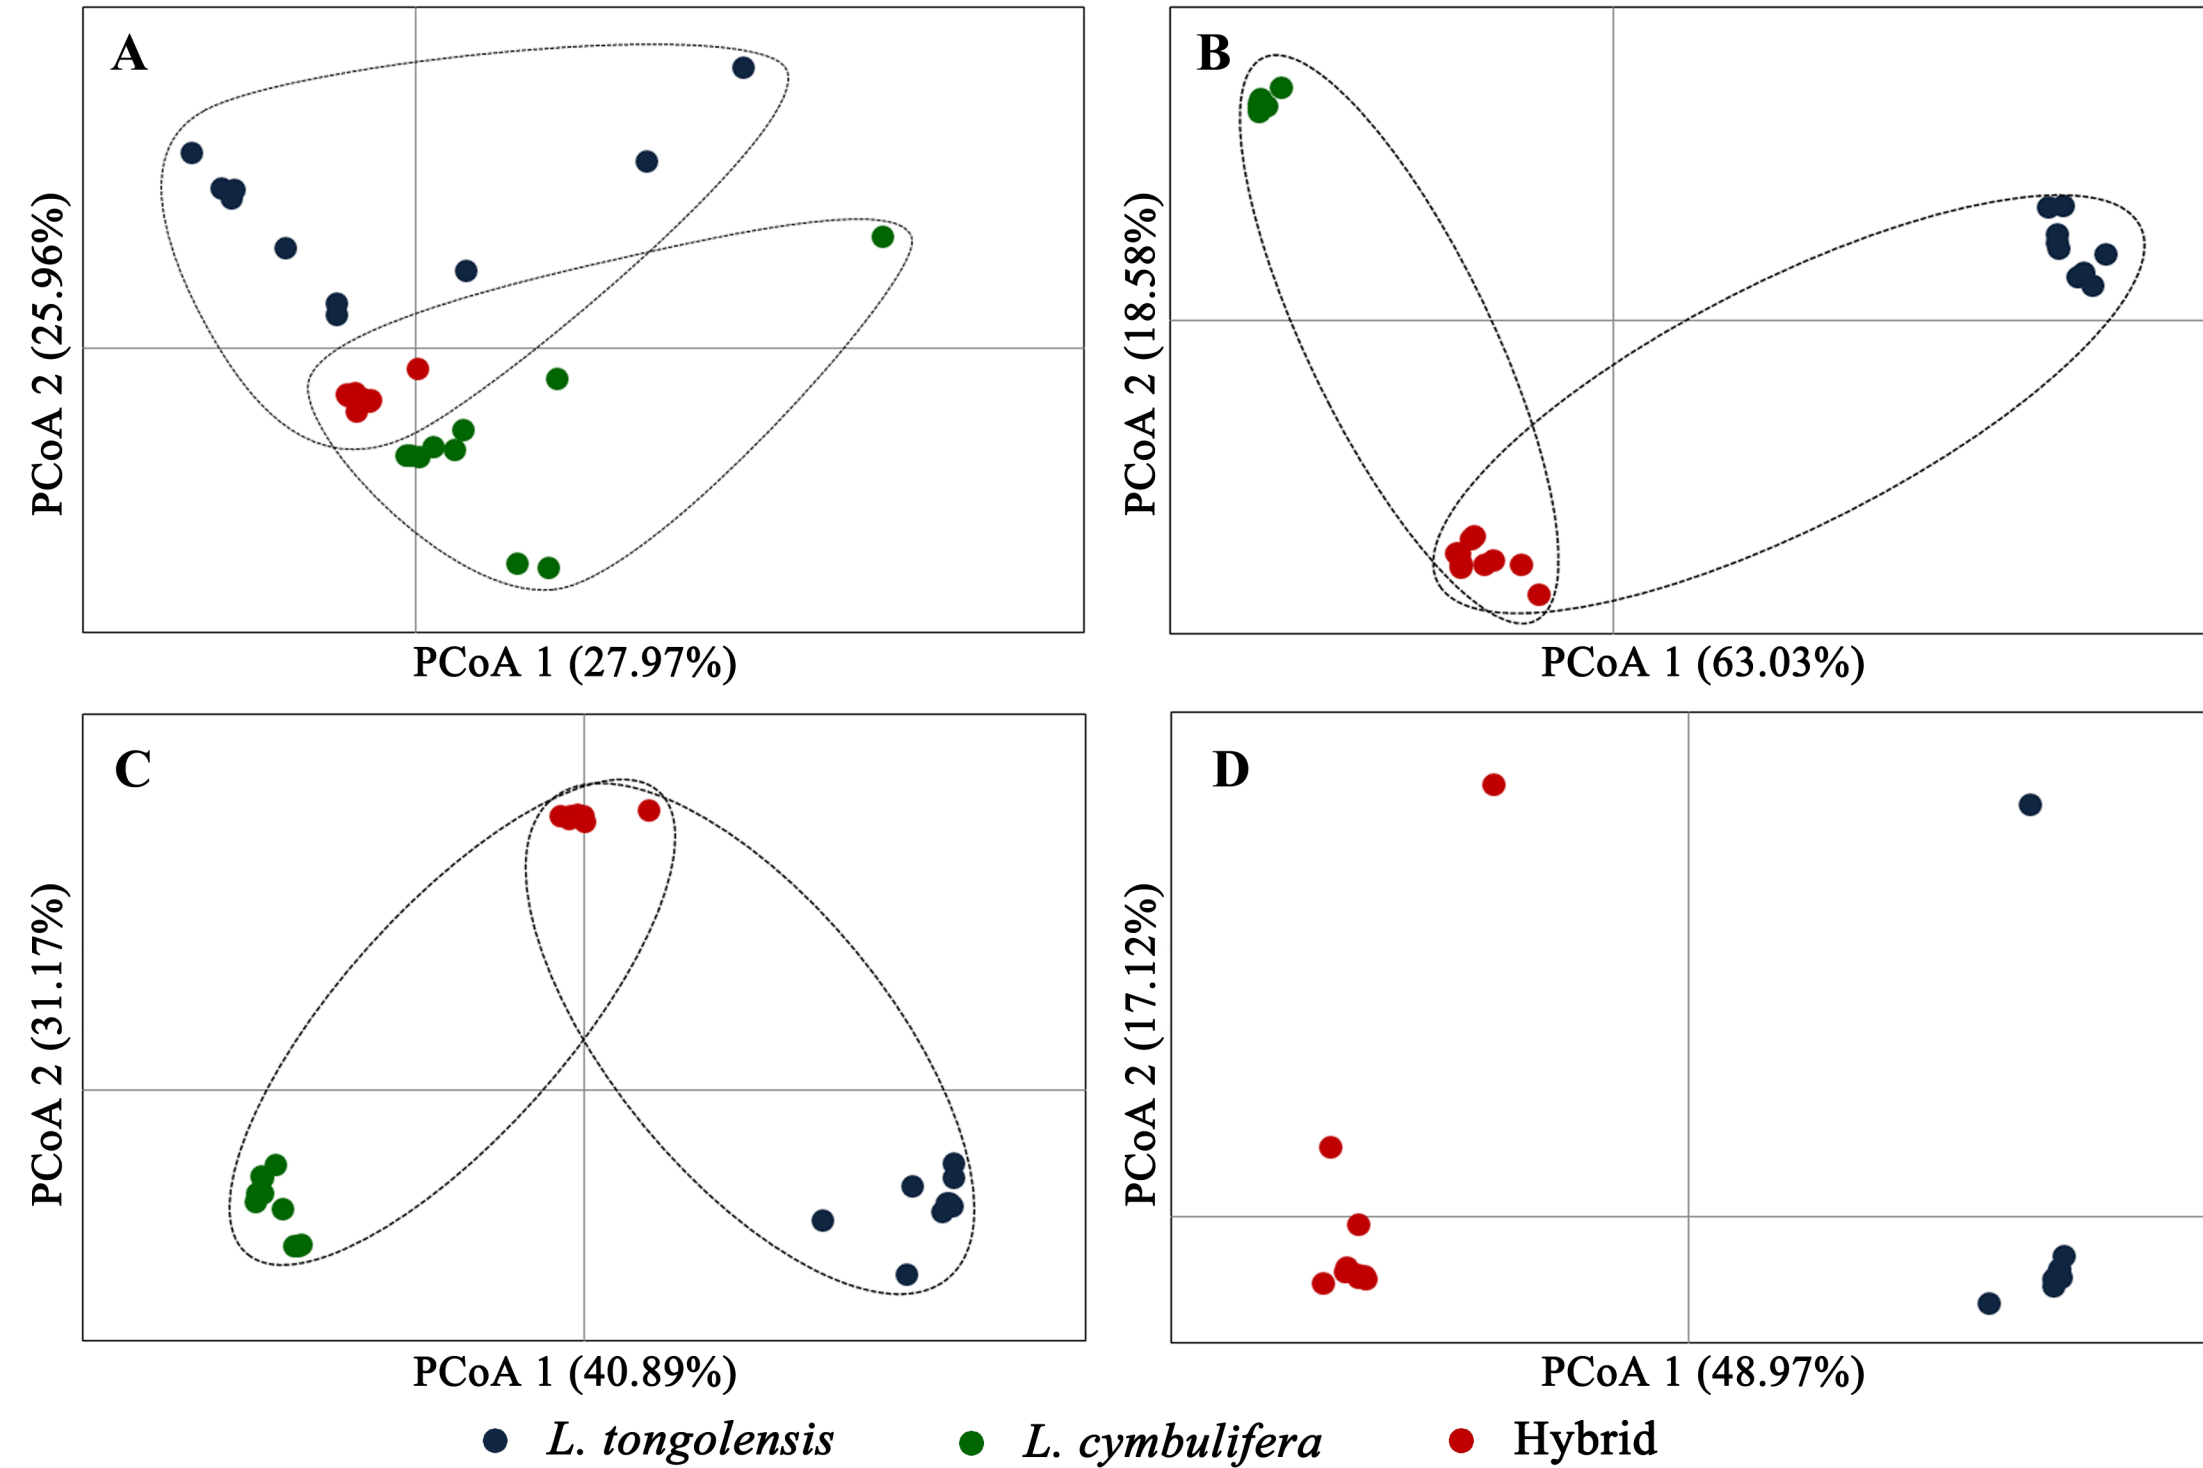 A
B
PCoA 2 (25.96%)
PCoA 2 (18.58%)
PCoA 1 (27.97%)
PCoA 1 (63.03%)
C
D
PCoA 2 (31.17%)
PCoA 2 (17.12%)
PCoA 1 (40.89%)
PCoA 1 (48.97%)
L. tongolensis
L. cymbulifera
Hybrid